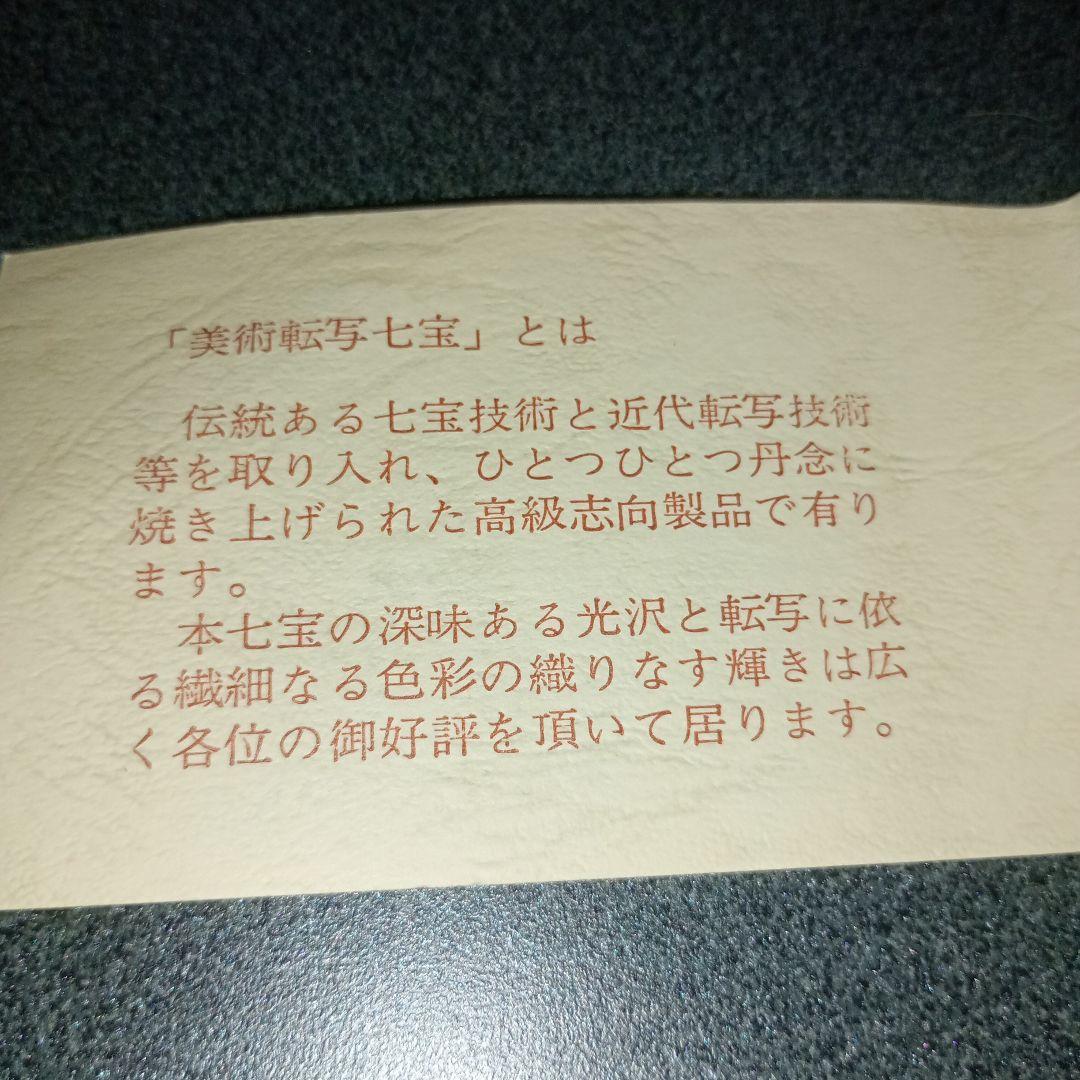 「美術転写七宝」とは
伝統ある七宝技術と近代転写技術
等を取り入れ、ひとつひとつ丹念に
焼き上げられた高級志向製品で有り
ます。
本七宝の深味ある光沢と転写に依
る繊細なる色彩の織りなす輝きは広
く各位の御好評を頂いて居ります。